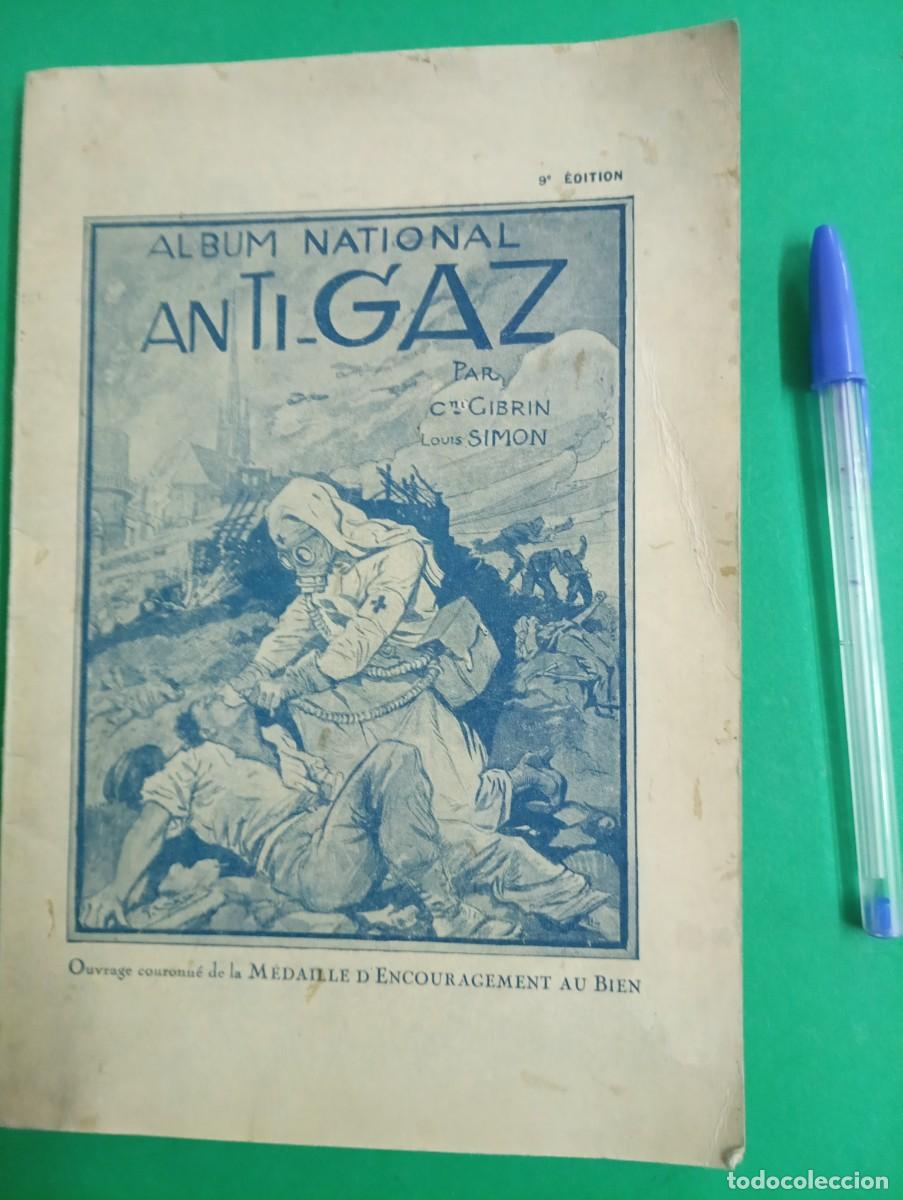 9e ÉDITION
ALBUM NATIONAL
ANTI-GAZ
PAR
Cne GIBRIN
Louis SIMON
Ouvrage couronné de la MÉDAILLE D'ENCOURAGEMENT AU BIEN
todocoleccion